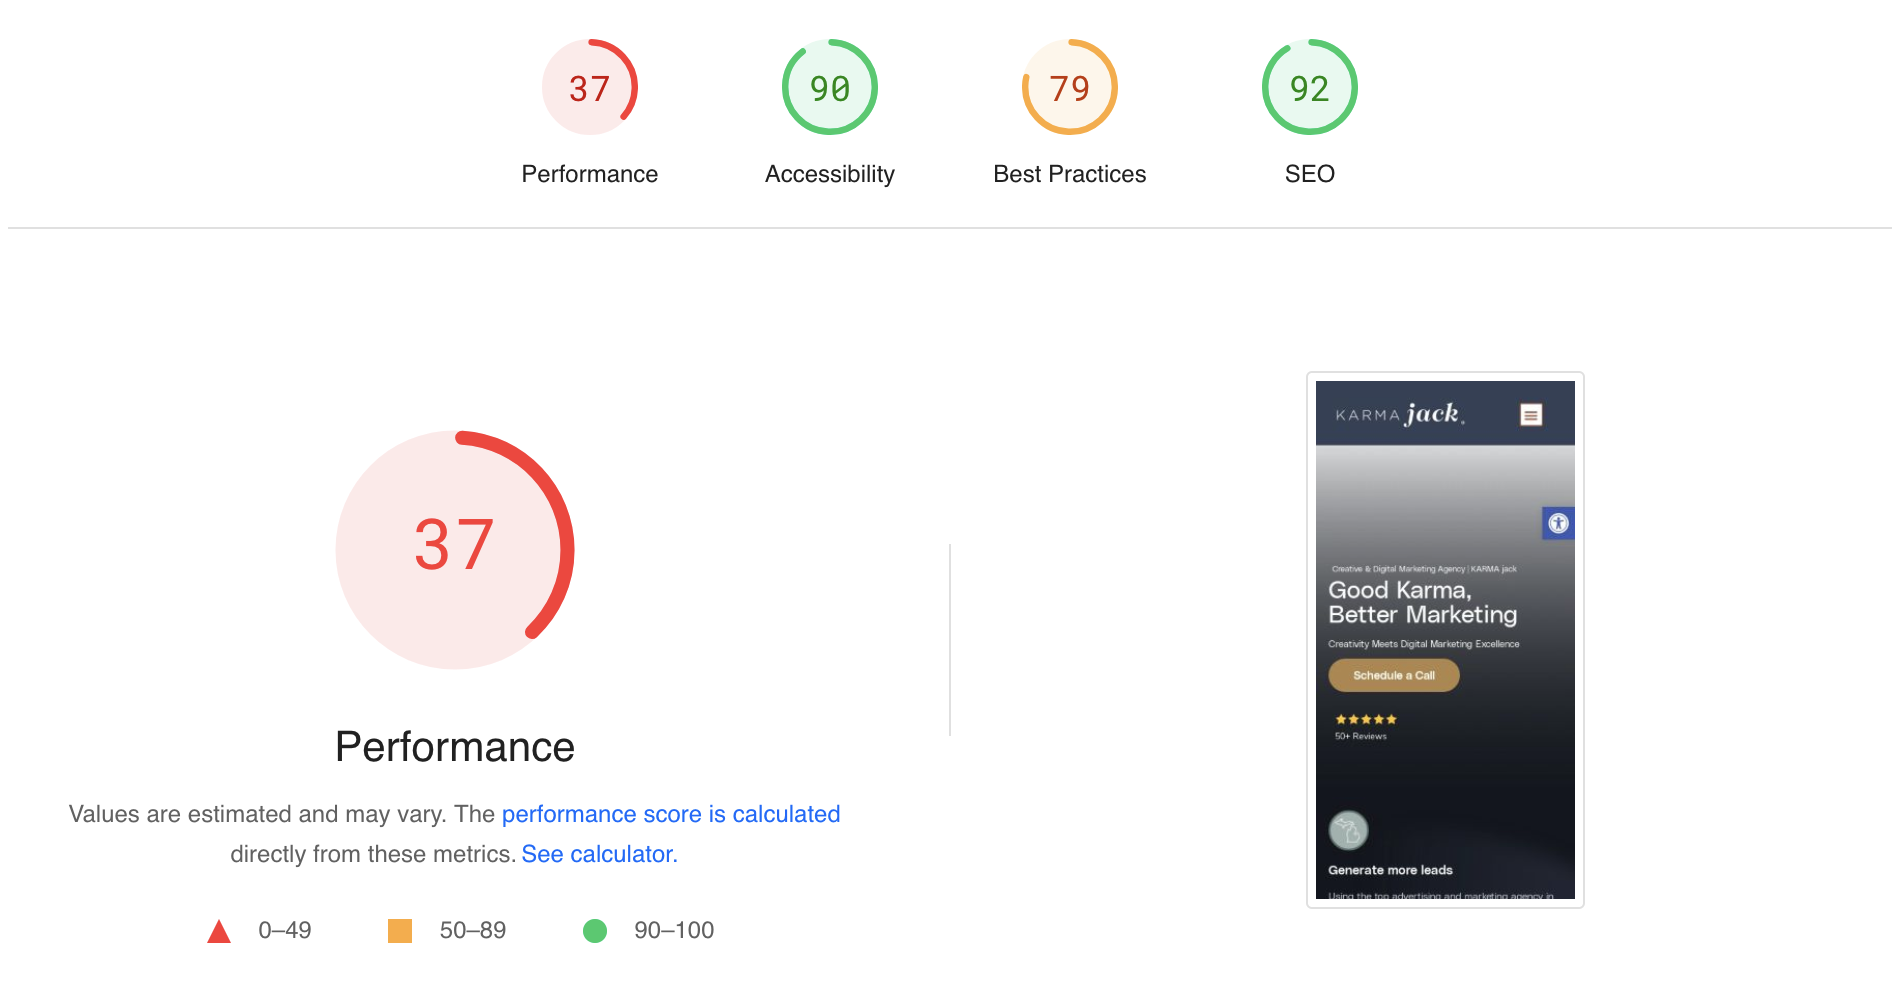 37
90
79
92
Performance
Accessibility
Best Practices
SEO
37
Performance
Values are estimated and may vary. The performance score is calculated
directly from these metrics. See calculator.
0–49
50–89
90–100
KARMA jack
Creative & Digital Marketing Agency | KARMA jack
Good Karma,
Better Marketing
Creativity Meets Digital Marketing Excellence
Schedule a Call
50+ Reviews
Generate more leads
Using the top advertising and marketing agency in